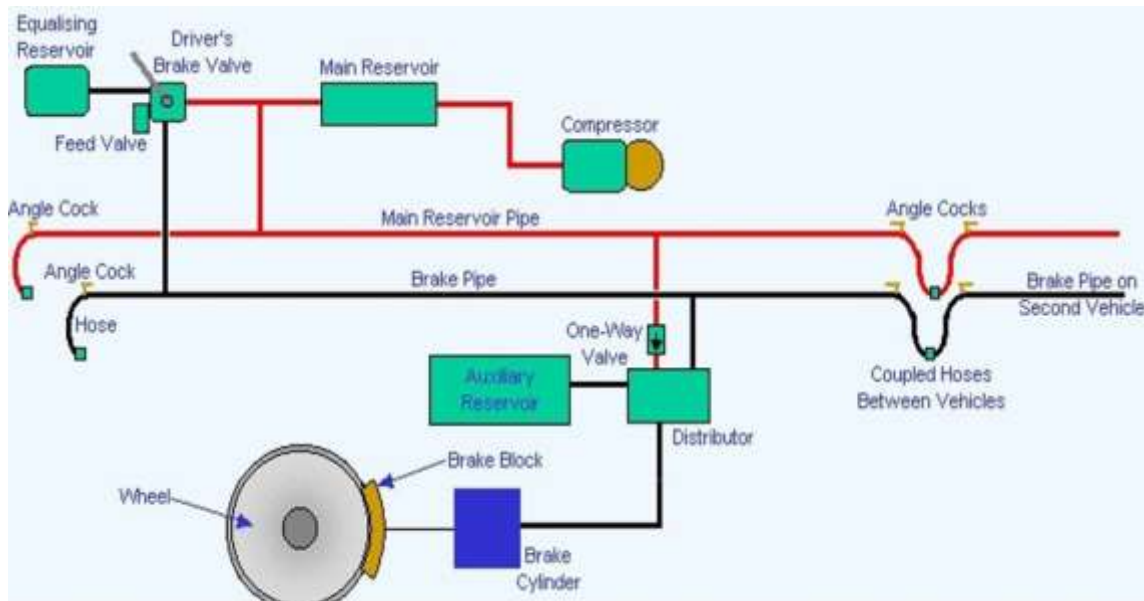 Equalising
Reservoir
Driver's
Brake Valve
Main Reservoir
Compressor
Feed Valve
Angle Cock
Main Reservoir Pipe
Angle Cocks
Angle Cock
Brake Pipe
Brake Pipe on
Second Vehicle
Hose
One-Way
Valve
Auxiliary
Reservoir
Coupled Hoses
Between Vehicles
Distributor
Brake Block
Wheel
Brake
Cylinder